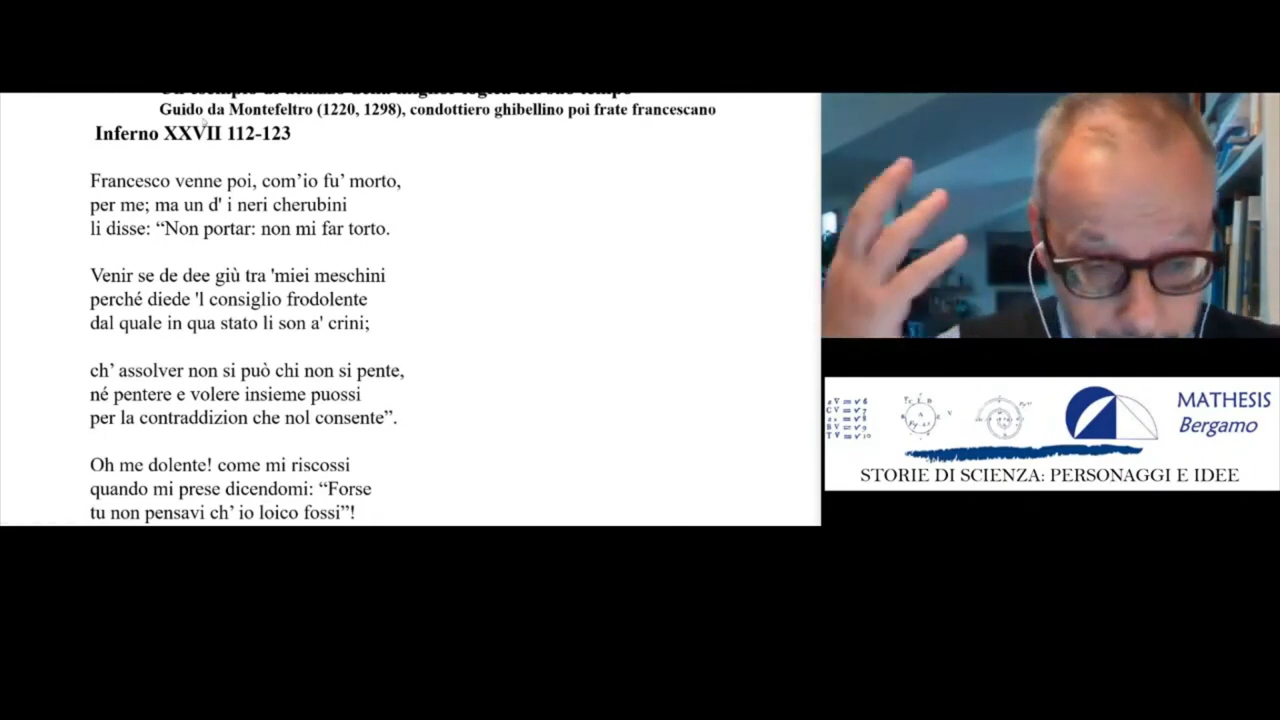 Guido da Montefeltro (1220, 1298), condottiero ghibellino poi frate francescano
Inferno XXVII 112-123
Francesco venne poi, com’io fu’ morto,
per me; ma un d' i neri cherubini
li disse: “Non portar: non mi far torto.
Venir se de dee giù tra 'miei meschini
perché diede 'l consiglio frodolente
dal quale in qua stato li son a' crini;
ch’ assolver non si può chi non si pente,
né pentere e volere insieme puossi
per la contraddizion che nol consente”.
Oh me dolente! come mi riscossi
quando mi prese dicendomi: “Forse
tu non pensavi ch’ io loico fossi”!
MATHESIS
Bergamo
STORIE DI SCIENZA: PERSONAGGI E IDEE